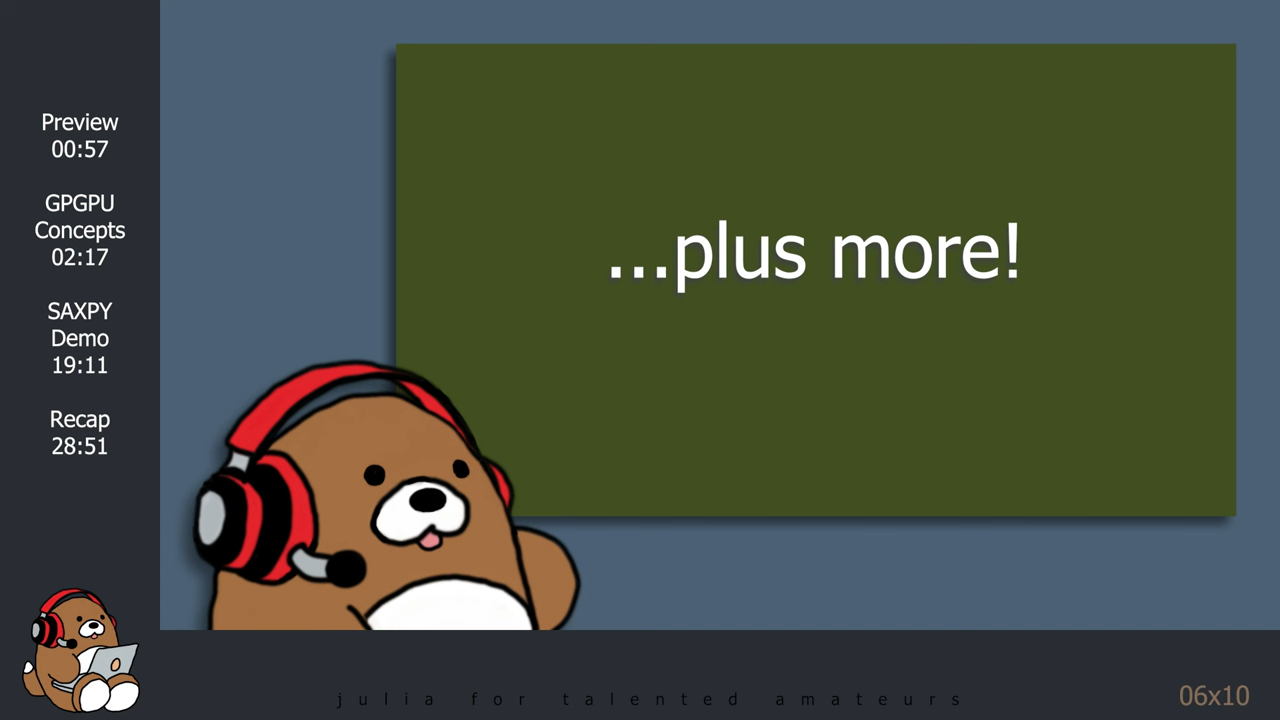 Preview
00:57
GPGPU
Concepts
02:17
SAXPY
Demo
19:11
Recap
28:51
...plus more!
julia for talented amateurs
06x10